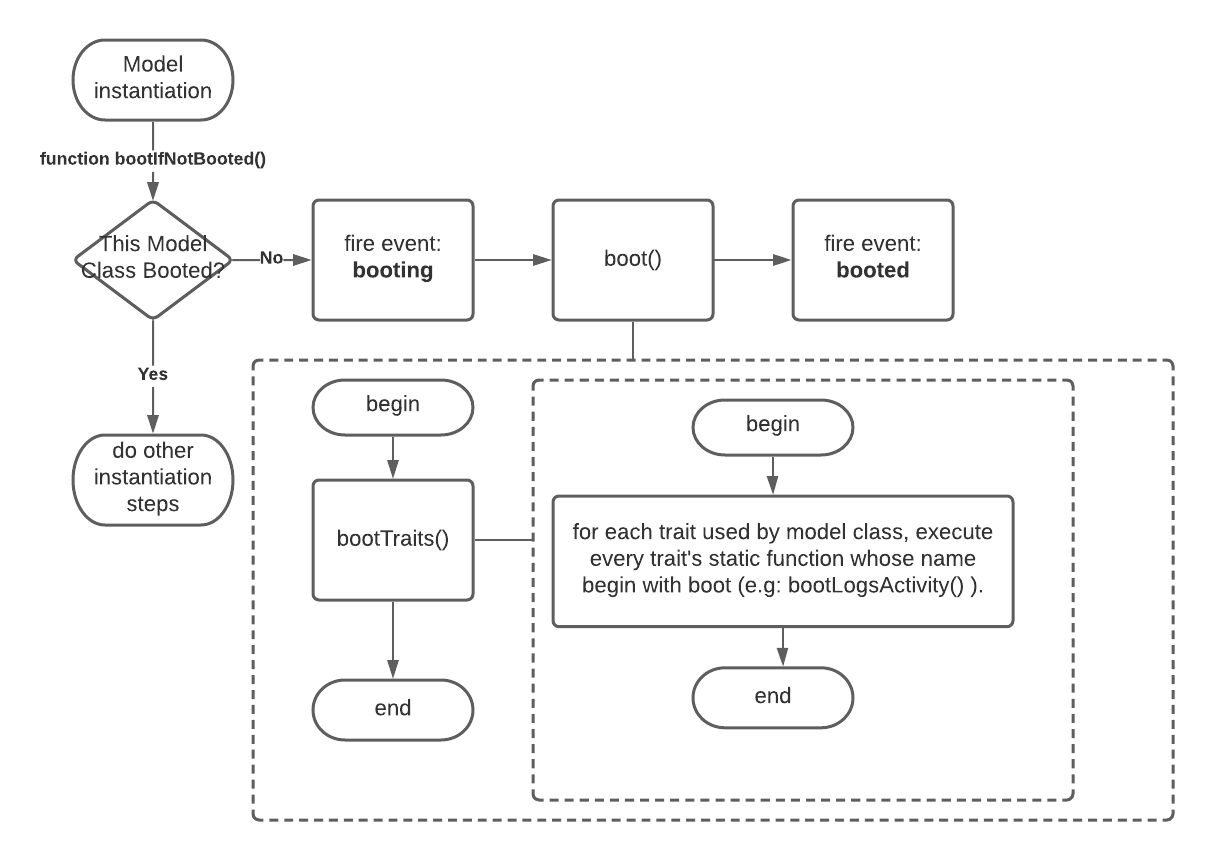 Model
instantiation
function bootIfNotBooted()
This Model
Class Booted?
No
fire event:
booting
boot()
fire event:
booted
Yes
do other
instantiation
steps
begin
bootTraits()
end
begin
for each trait used by model class, execute
every trait's static function whose name
begin with boot (e.g: bootLogsActivity() ).
end